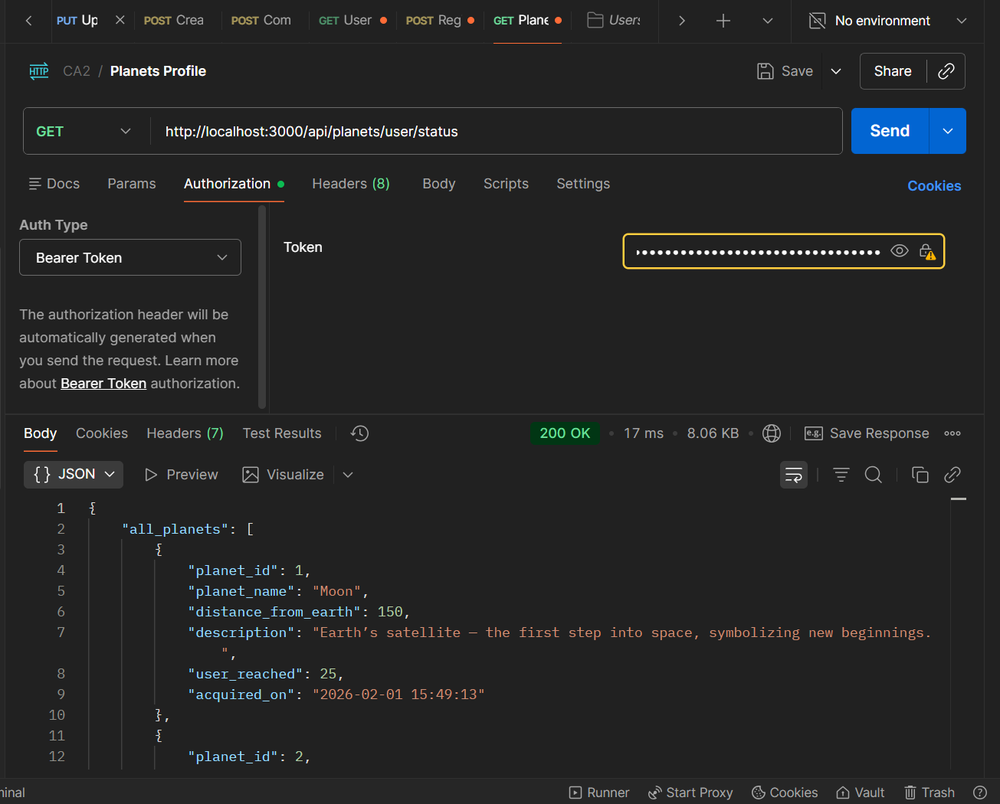 PUT Up
POST Crea
POST Com
GET User
POST Reg
GET Plane
Users
No environment
HTTP CA2 / Planets Profile
Save
Share
GET
http://localhost:3000/api/planets/user/status
Send
Docs
Params
Authorization
Headers (8)
Body
Scripts
Settings
Cookies
Auth Type
Bearer Token
The authorization header will be
automatically generated when
you send the request. Learn more
about Bearer Token authorization.
Token
Body
Cookies
Headers (7)
Test Results
200 OK
17 ms
8.06 KB
e.g. Save Response
{} JSON
Preview
Visualize
1 {
2 "all_planets": [
3 {
4 "planet_id": 1,
5 "planet_name": "Moon",
6 "distance_from_earth": 150,
7 "description": "Earth’s satellite — the first step into space, symbolizing new beginnings.
",
8 "user_reached": 25,
9 "acquired_on": "2026-02-01 15:49:13"
10 },
11 {
12 "planet_id": 2,
minal
Runner
Start Proxy
Cookies
Vault
Trash